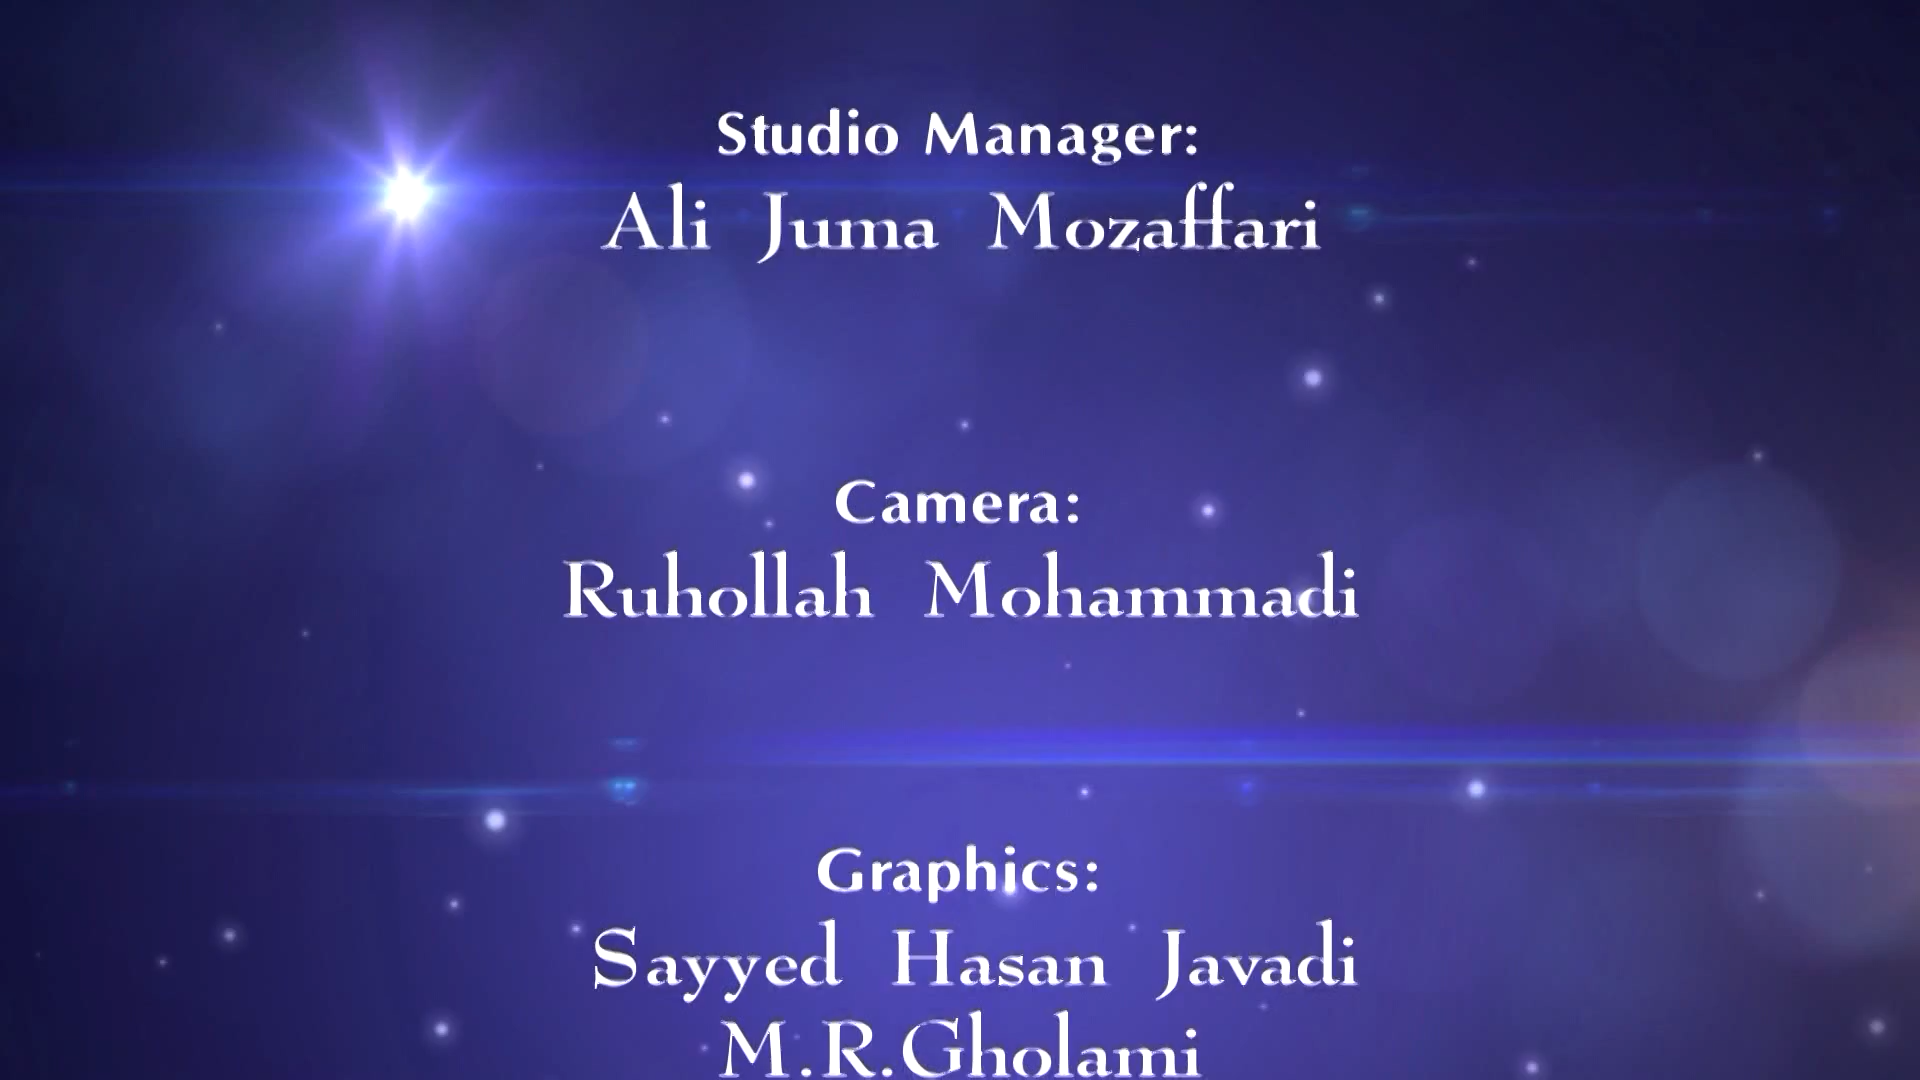 Studio Manager:
Ali Juma Mozaffari
Camera:
Ruhollah Mohammadi
Graphics:
Sayyed Hasan Javadi
M.R.Gholami